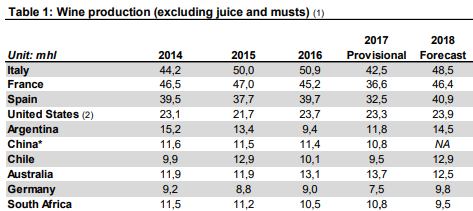 Table 1: Wine production (excluding juice and musts) (1)
2017 2018
Unit: mhl 2014 2015 2016 Provisional Forecast
Italy 44,2 50,0 50,9 42,5 48,5
France 46,5 47,0 45,2 36,6 46,4
Spain 39,5 37,7 39,7 32,5 40,9
United States (2) 23,1 21,7 23,7 23,3 23,9
Argentina 15,2 13,4 9,4 11,8 14,5
China* 11,6 11,5 11,4 10,8 NA
Chile 9,9 12,9 10,1 9,5 12,9
Australia 11,9 11,9 13,1 13,7 12,5
Germany 9,2 8,8 9,0 7,5 9,8
South Africa 11,5 11,2 10,5 10,8 9,5